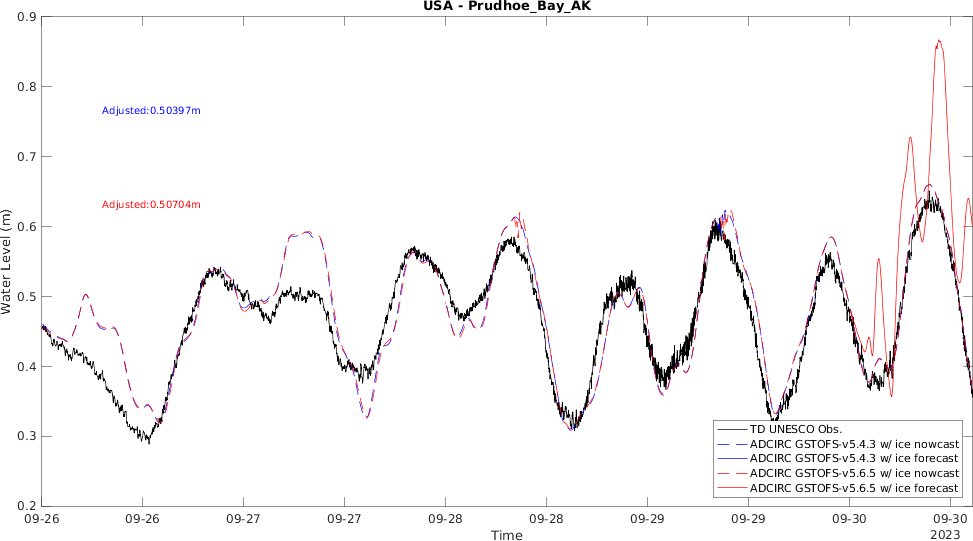 USA - Prudhoe_Bay_AK
0.9
0.8
0.7
0.6
0.5
0.4
0.3
0.2
Water Level (m)
Adjusted:0.50397m
Adjusted:0.50704m
TD UNESCO Obs.
ADCIRC GSTOFS-v5.4.3 w/ ice nowcast
ADCIRC GSTOFS-v5.4.3 w/ ice forecast
ADCIRC GSTOFS-v5.6.5 w/ ice nowcast
ADCIRC GSTOFS-v5.6.5 w/ ice forecast
09-26 09-26 09-27 09-27 09-28 09-28 09-29 09-29 09-30 09-30
2023
Time